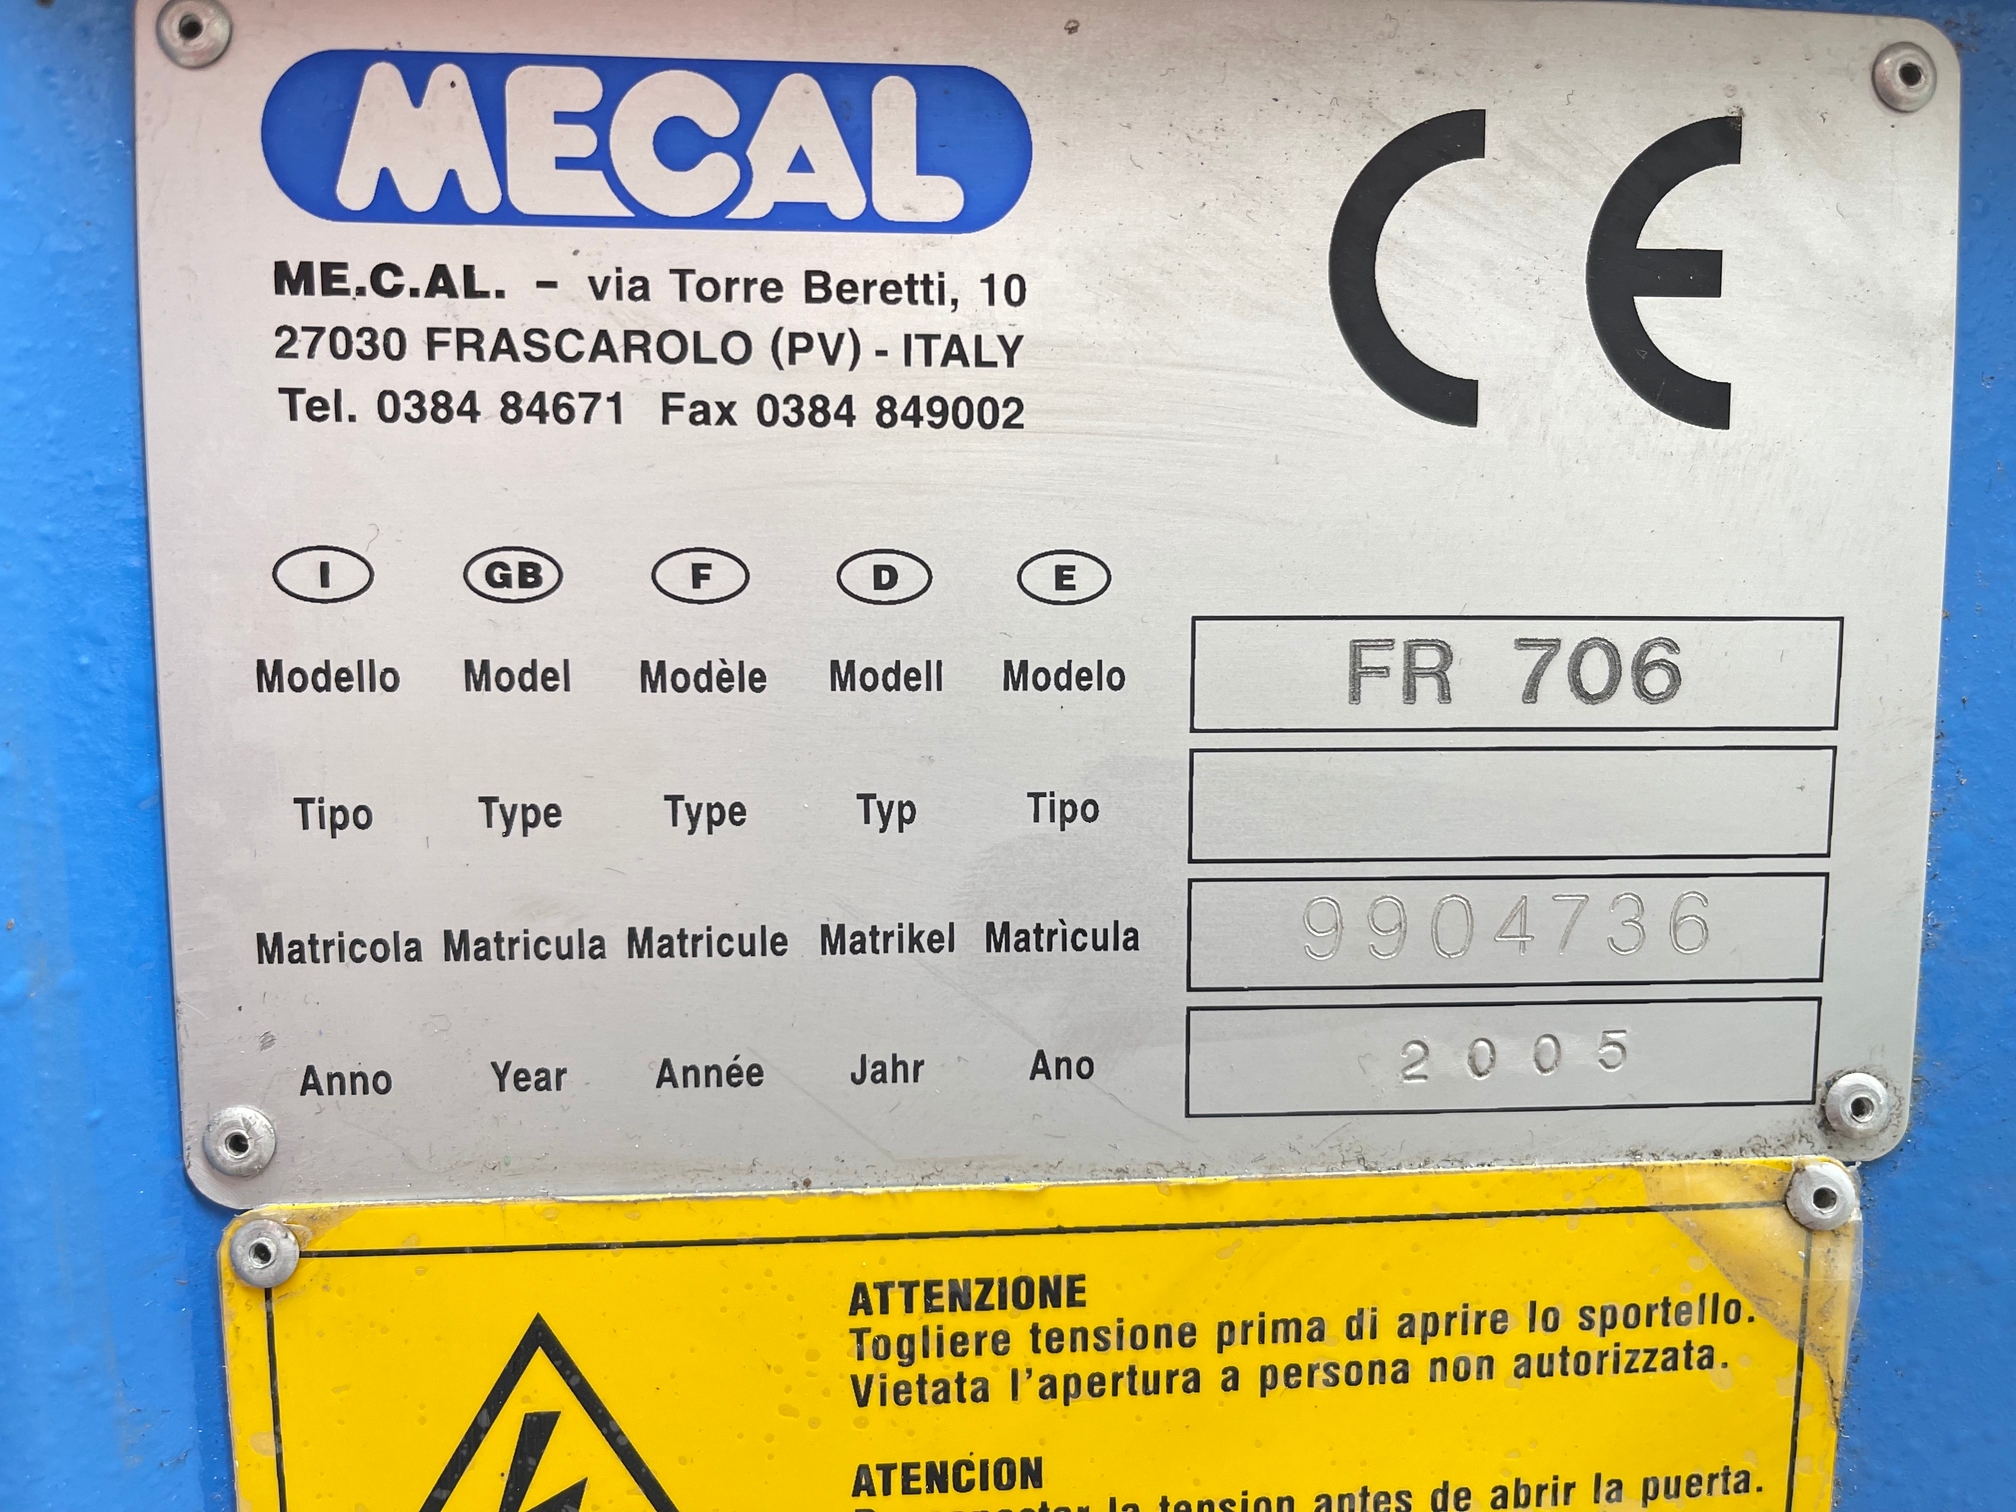 MECAL
CE
ME.C.AL. - via Torre Beretti, 10
27030 FRASCAROLO (PV) - ITALY
Tel. 0384 84671 Fax 0384 849002
I GB F D E
Modello Model Modèle Modell Modelo FR 706
Tipo Type Type Typ Tipo
Matricola Matricula Matricule Matrikel Matrìcula 9904736
Anno Year Année Jahr Ano 2005
ATTENZIONE
Togliere tensione prima di aprire lo sportello.
Vietata l'apertura a persona non autorizzata.
ATENCION
la tension antes de abrir la puerta.